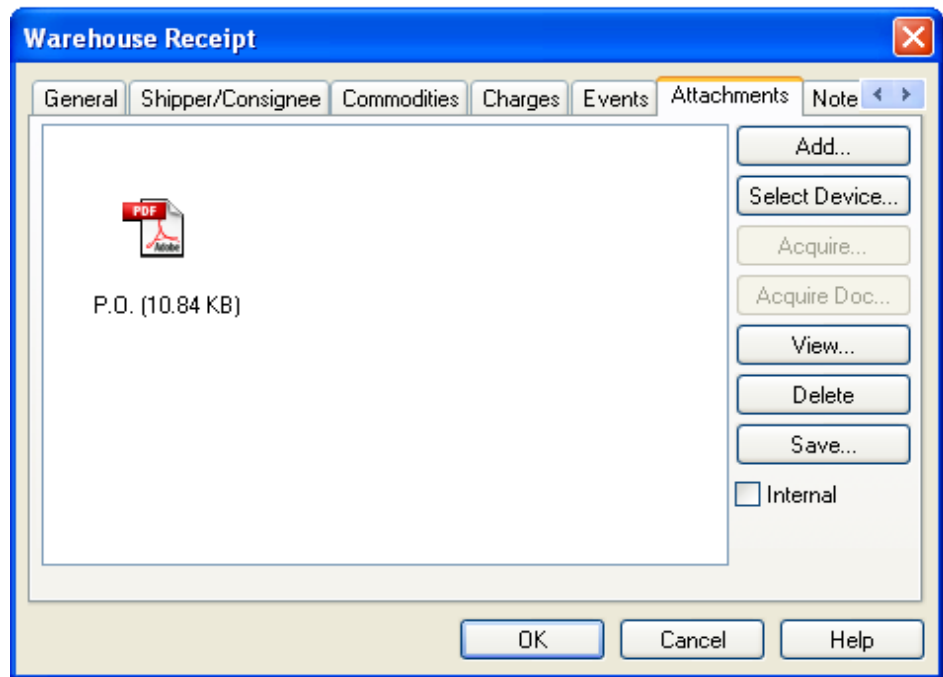 Warehouse Receipt
General Shipper/Consignee Commodities Charges Events Attachments Note
Add...
Select Device...
PDF
Adobe
Acquire...
Acquire Doc...
P.O. (10.84 KB)
View...
Delete
Save...
Internal
OK Cancel Help